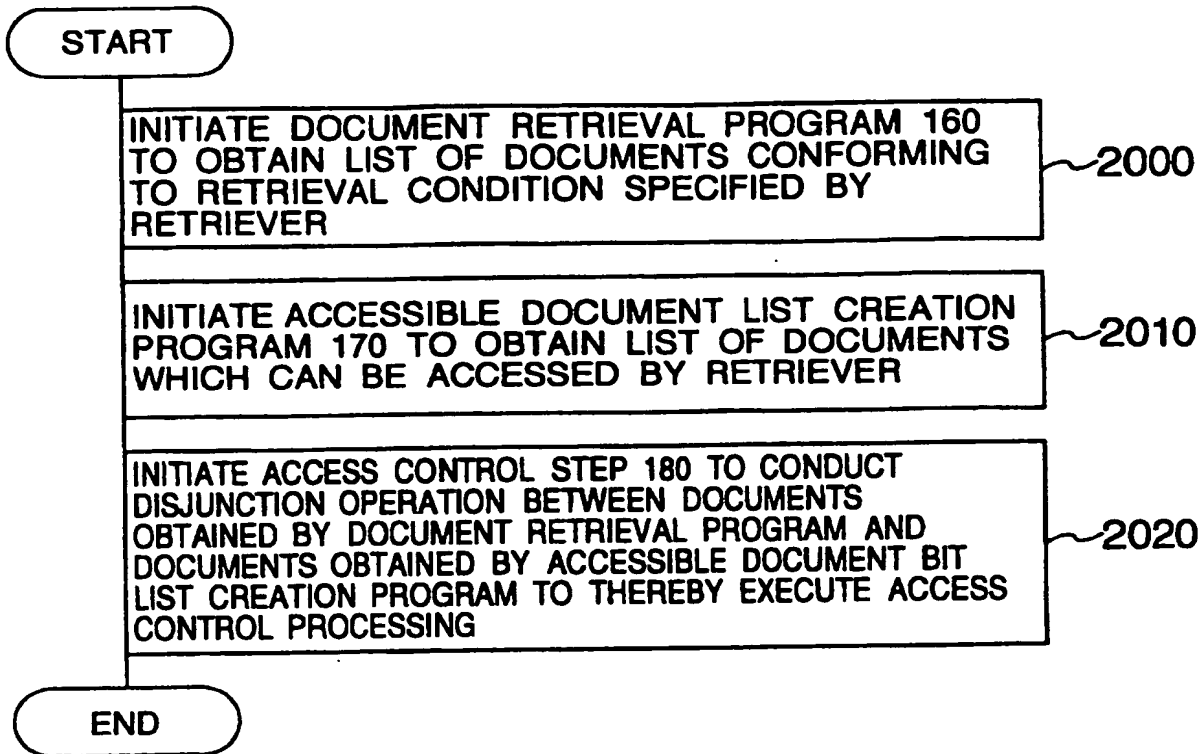 START
INITIATE DOCUMENT RETRIEVAL PROGRAM 160
TO OBTAIN LIST OF DOCUMENTS CONFORMING
TO RETRIEVAL CONDITION SPECIFIED BY
RETRIEVER
2000
INITIATE ACCESSIBLE DOCUMENT LIST CREATION
PROGRAM 170 TO OBTAIN LIST OF DOCUMENTS
WHICH CAN BE ACCESSED BY RETRIEVER
2010
INITIATE ACCESS CONTROL STEP 180 TO CONDUCT
DISJUNCTION OPERATION BETWEEN DOCUMENTS
OBTAINED BY DOCUMENT RETRIEVAL PROGRAM AND
DOCUMENTS OBTAINED BY ACCESSIBLE DOCUMENT BIT
LIST CREATION PROGRAM TO THEREBY EXECUTE ACCESS
CONTROL PROCESSING
2020
END